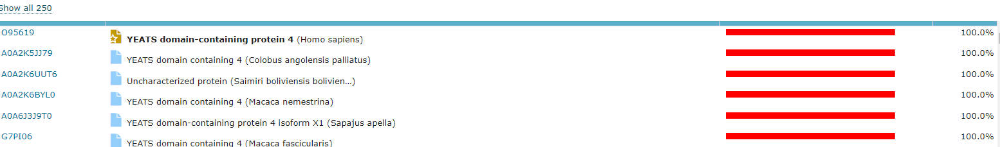 Show all 250
O95619 YEATS domain-containing protein 4 (Homo sapiens) 100.0%
A0A2K5JJ79 YEATS domain containing 4 (Colobus angolensis palliatus) 100.0%
A0A2K6UUT6 Uncharacterized protein (Saimiri boliviensis bolivien...) 100.0%
A0A2K6BYL0 YEATS domain containing 4 (Macaca nemestrina) 100.0%
A0A6J3J9T0 YEATS domain-containing protein 4 isoform X1 (Sapajus apella) 100.0%
G7PI06 YEATS domain containing 4 (Macaca fascicularis) 100.0%